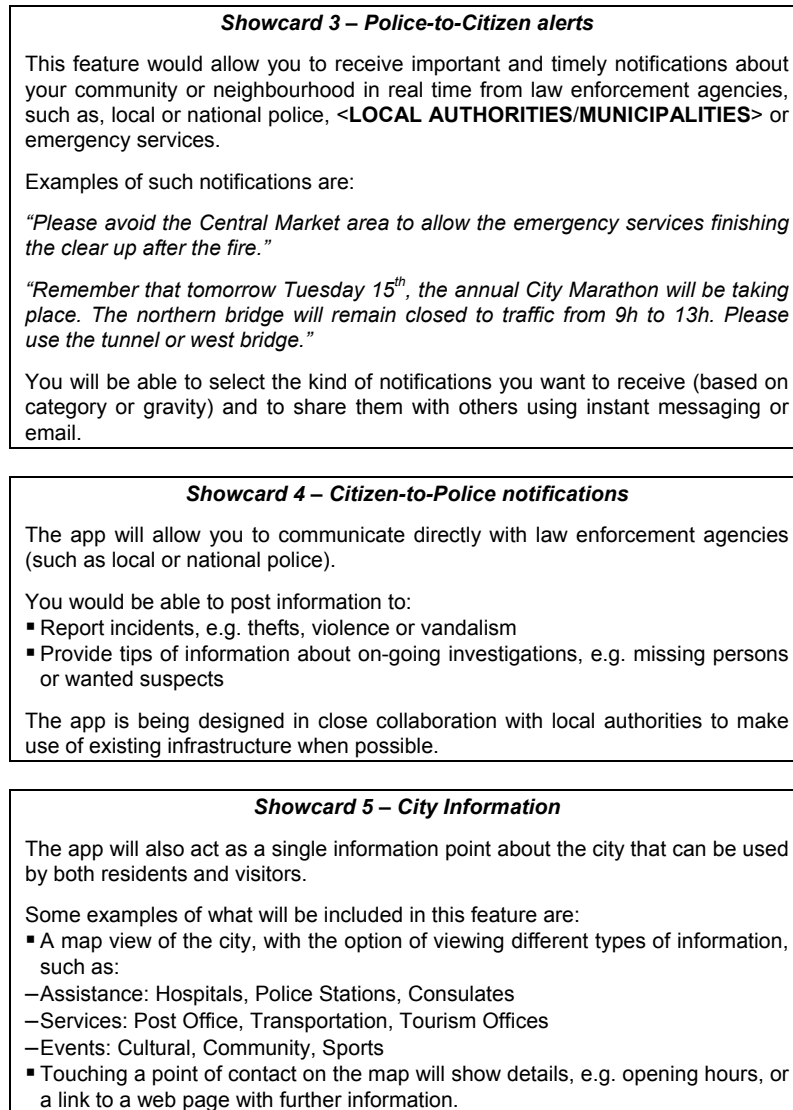 Showcard 3 – Police-to-Citizen alerts
This feature would allow you to receive important and timely notifications about
your community or neighbourhood in real time from law enforcement agencies,
such as, local or national police, <LOCAL AUTHORITIES/MUNICIPALITIES> or
emergency services.
Examples of such notifications are:
“Please avoid the Central Market area to allow the emergency services finishing
the clear up after the fire.”
“Remember that tomorrow Tuesday 15th, the annual City Marathon will be taking
place. The northern bridge will remain closed to traffic from 9h to 13h. Please
use the tunnel or west bridge.”
You will be able to select the kind of notifications you want to receive (based on
category or gravity) and to share them with others using instant messaging or
email.
Showcard 4 – Citizen-to-Police notifications
The app will allow you to communicate directly with law enforcement agencies
(such as local or national police).
You would be able to post information to:
▪ Report incidents, e.g. thefts, violence or vandalism
▪ Provide tips of information about on-going investigations, e.g. missing persons
or wanted suspects
The app is being designed in close collaboration with local authorities to make
use of existing infrastructure when possible.
Showcard 5 – City Information
The app will also act as a single information point about the city that can be used
by both residents and visitors.
Some examples of what will be included in this feature are:
▪ A map view of the city, with the option of viewing different types of information,
such as:
–Assistance: Hospitals, Police Stations, Consulates
–Services: Post Office, Transportation, Tourism Offices
–Events: Cultural, Community, Sports
▪ Touching a point of contact on the map will show details, e.g. opening hours, or
a link to a web page with further information.